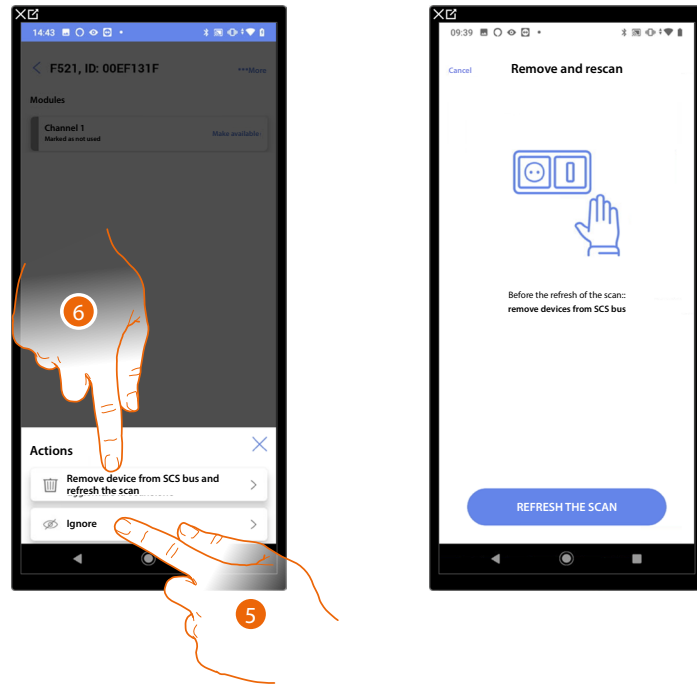 14:43
F521, ID: 00EF131F
***More
Modules
Channel 1
Marked as not used
Make available
6
Actions
Remove device from SCS bus and
refresh the scan
Ignore
5
09:39
Cancel
Remove and rescan
Before the refresh of the scan::
remove devices from SCS bus
REFRESH THE SCAN